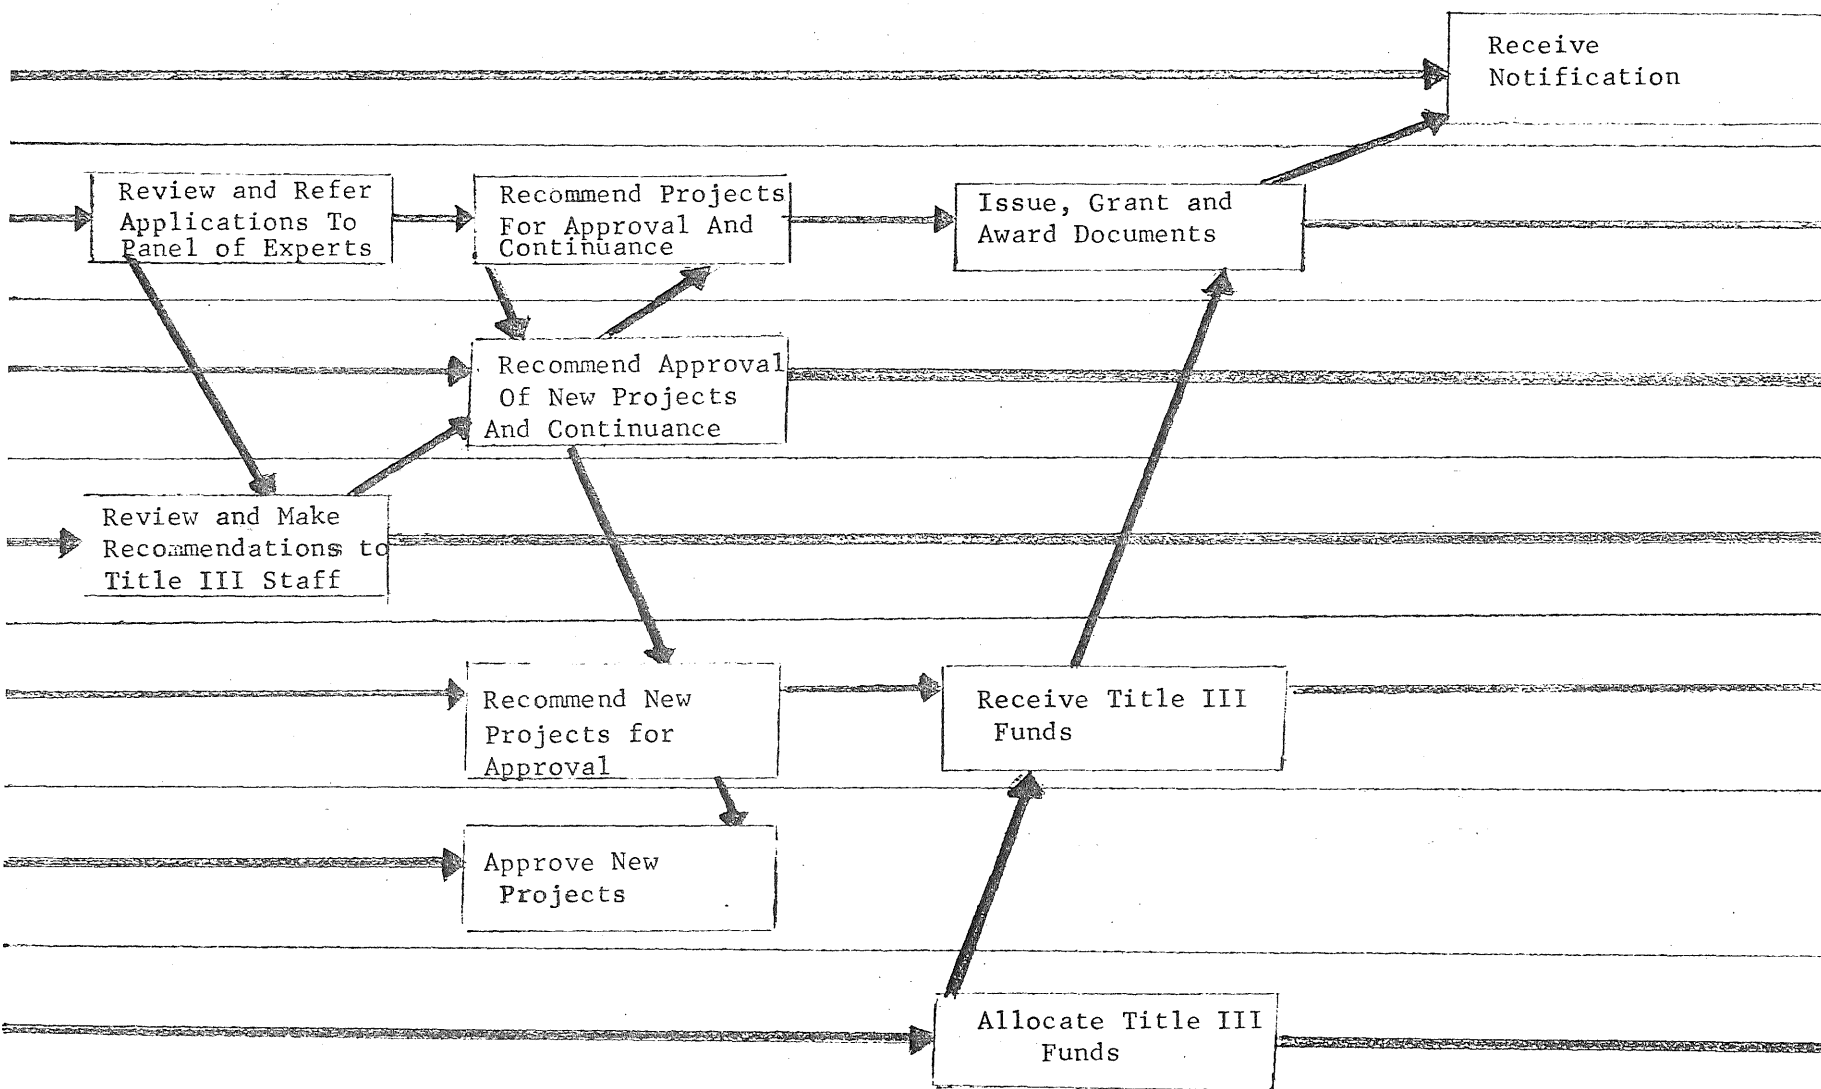 Receive
Notification
Review and Refer
Applications To
Panel of Experts
Recommend Projects
For Approval And
Continuance
Issue, Grant and
Award Documents
Recommend Approval
Of New Projects
And Continuance
Review and Make
Recommendations to
Title III Staff
Recommend New
Projects for
Approval
Receive Title III
Funds
Approve New
Projects
Allocate Title III
Funds